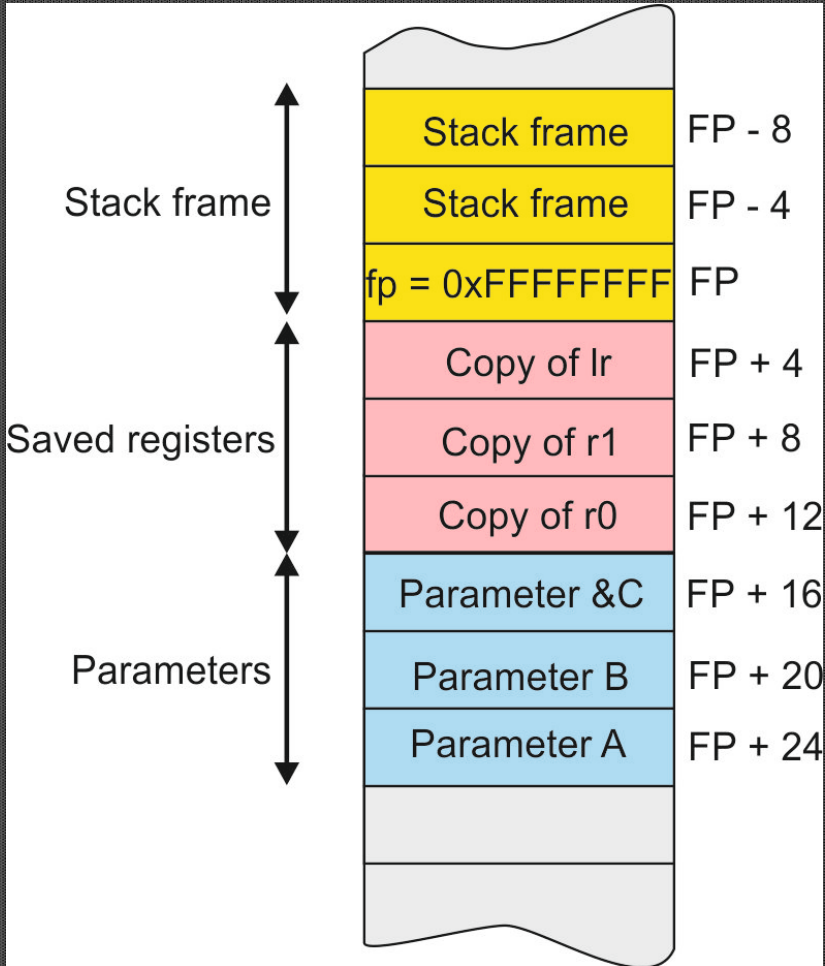 Stack frame FP - 8
Stack frame Stack frame FP - 4
fp = 0xFFFFFFFF FP
Copy of lr FP + 4
Saved registers Copy of r1 FP + 8
Copy of r0 FP + 12
Parameter &C FP + 16
Parameters Parameter B FP + 20
Parameter A FP + 24